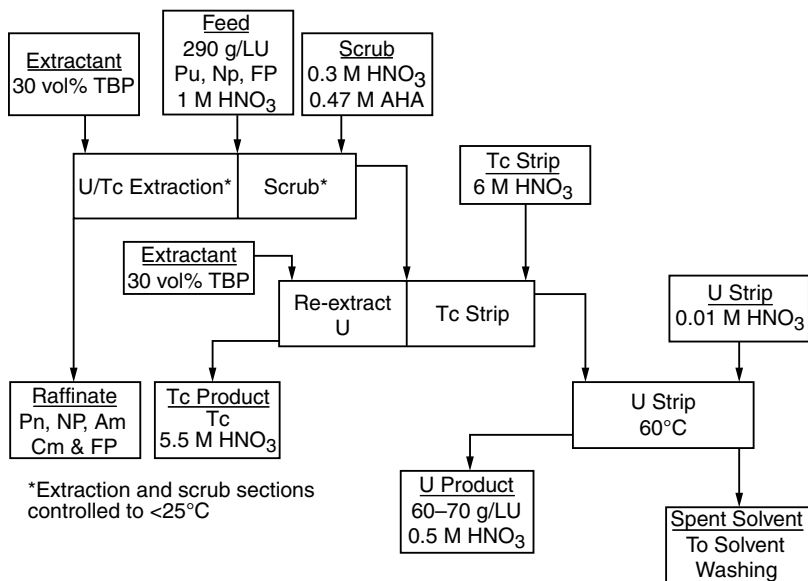 Extractant
30 vol% TBP
Feed
290 g/LU
Pu, Np, FP
1 M HNO₃
Scrub
0.3 M HNO₃
0.47 M AHA
U/Tc Extraction*
Scrub*
Tc Strip
6 M HNO₃
Extractant
30 vol% TBP
Re-extract
U
Tc Strip
U Strip
0.01 M HNO₃
Raffinate
Pn, NP, Am
Cm & FP
Tc Product
Tc
5.5 M HNO₃
U Strip
60°C
*Extraction and scrub sections
controlled to <25°C
U Product
60–70 g/LU
0.5 M HNO₃
Spent Solvent
To Solvent
Washing